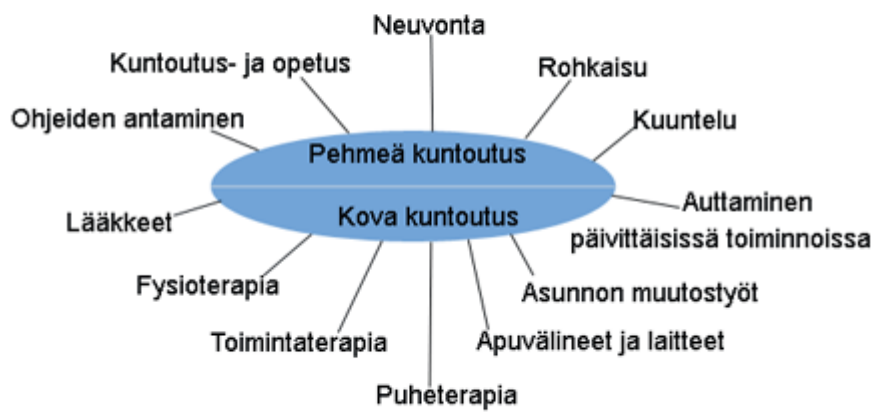 Neuvonta
Kuntoutus- ja opetus
Rohkaisu
Ohjeiden antaminen
Kuuntelu
Pehmeä kuntoutus
Kova kuntoutus
Lääkkeet
Auttaminen
päivittäisissä toiminnoissa
Fysioterapia
Asunnon muutostyöt
Toimintaterapia
Apuvälineet ja laitteet
Puheterapia